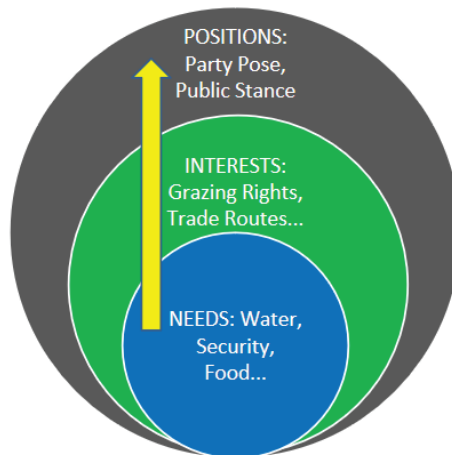 POSITIONS:
Party Pose,
Public Stance
INTERESTS:
Grazing Rights,
Trade Routes...
NEEDS: Water,
Security,
Food...